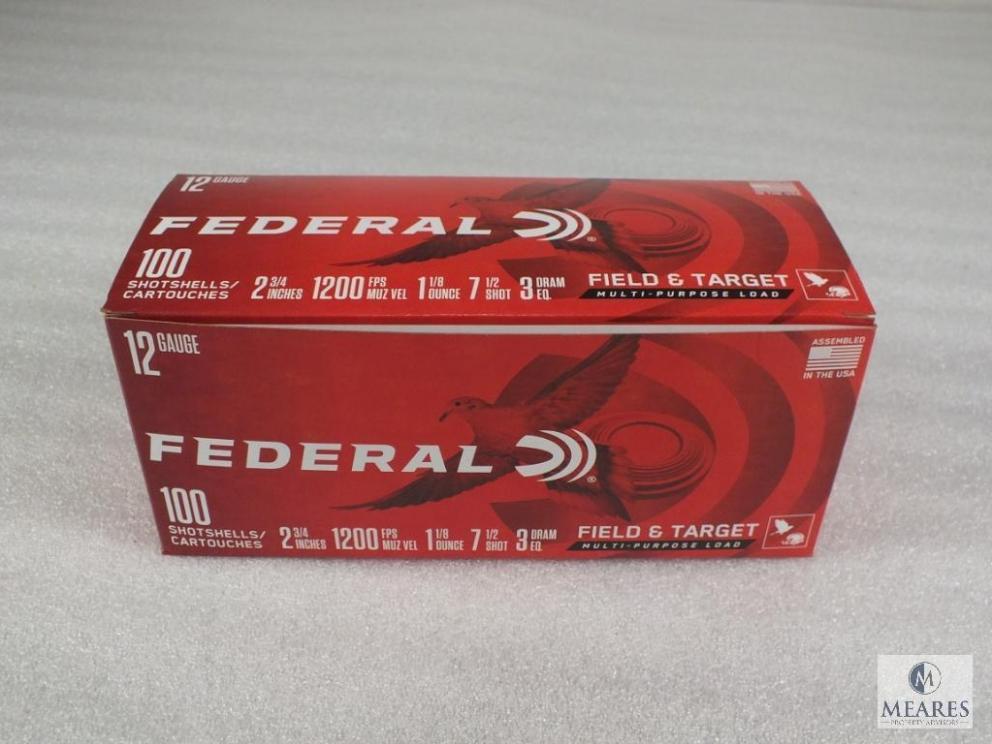 12 GAUGE
FEDERAL ®
100
SHOTSHELLS/
CARTOUCHES
2 3/4 INCHES 1200 FPS MUZ VEL 1 1/8 OUNCE 7 1/2 SHOT 3 DRAM EQ.
FIELD & TARGET
MULTI-PURPOSE LOAD
12 GAUGE
ASSEMBLED
IN THE USA
FEDERAL ®
100
SHOTSHELLS/
CARTOUCHES
2 3/4 INCHES 1200 FPS MUZ VEL 1 1/8 OUNCE 7 1/2 SHOT 3 DRAM EQ.
FIELD & TARGET
MULTI-PURPOSE LOAD
M
MEARES
PROPERTY ADVISORS